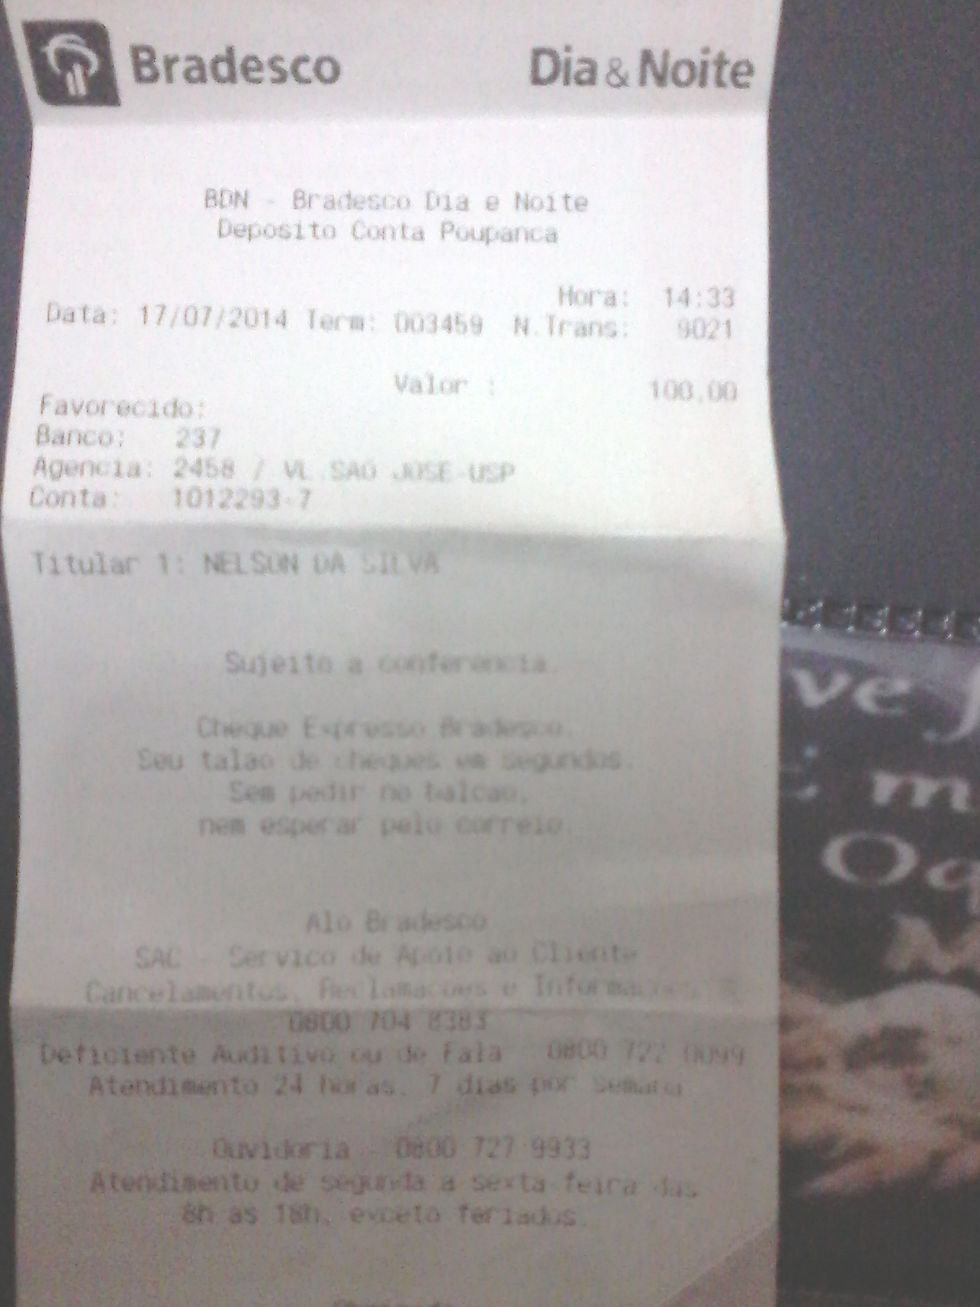 Bradesco Dia & Noite
BDN - Bradesco Dia e Noite
Deposito Conta Poupanca
Hora: 14:33
Data: 17/07/2014 Term: 003459 N.Trans: 9021
Valor : 100,00
Favorecido:
Banco: 237
Agencia: 2458 / VL.SAO JOSE-USP
Conta: 1012293-7
Titular 1: NELSON DA SILVA
Sujeito a conferencia.
Cheque Expresso Bradesco.
Seu talao de cheques em segundos.
Sem pedir no balcao,
nem esperar pelo correio.
Alo Bradesco
SAC - Servico de Apoio ao Cliente
Cancelamentos, Reclamacoes e Informacoes
0800 704 8383
Deficiente Auditivo ou de Fala 0800 722 0099
Atendimento 24 horas, 7 dias por semana
Ouvidoria - 0800 727 9933
Atendimento de segunda a sexta-feira das
8h as 18h, exceto feriados.
ve
m